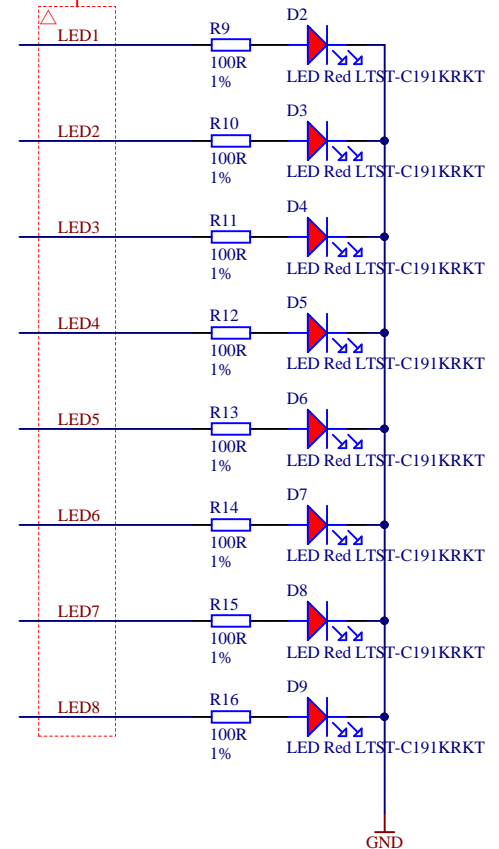 LED1
R9
100R
1%
D2
LED Red LTST-C191KRKT
LED2
R10
100R
1%
D3
LED Red LTST-C191KRKT
LED3
R11
100R
1%
D4
LED Red LTST-C191KRKT
LED4
R12
100R
1%
D5
LED Red LTST-C191KRKT
LED5
R13
100R
1%
D6
LED Red LTST-C191KRKT
LED6
R14
100R
1%
D7
LED Red LTST-C191KRKT
LED7
R15
100R
1%
D8
LED Red LTST-C191KRKT
LED8
R16
100R
1%
D9
LED Red LTST-C191KRKT
GND